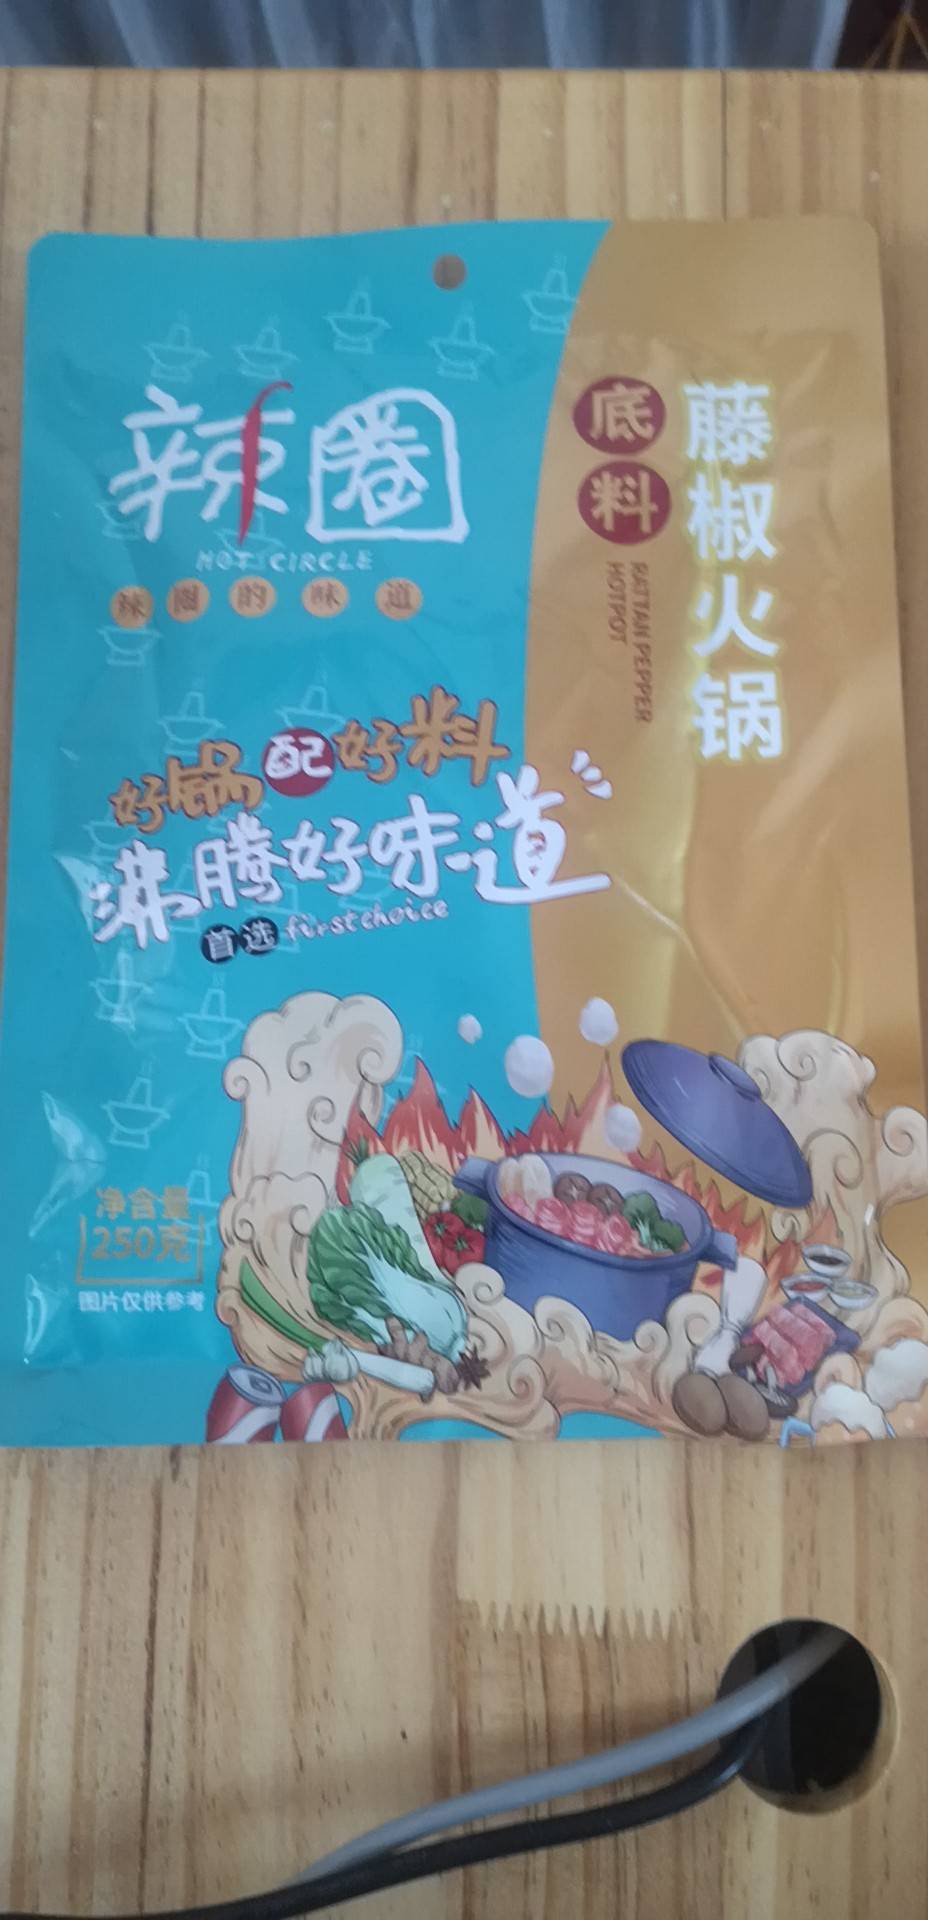 辣圈
HOT CIRCLE
辣圈的味道
藤椒火锅
底料
RATTAN PEPPER
HOTPOT
好锅配好料
沸腾好味道
首选 first choice
净含量
250克
图片仅供参考